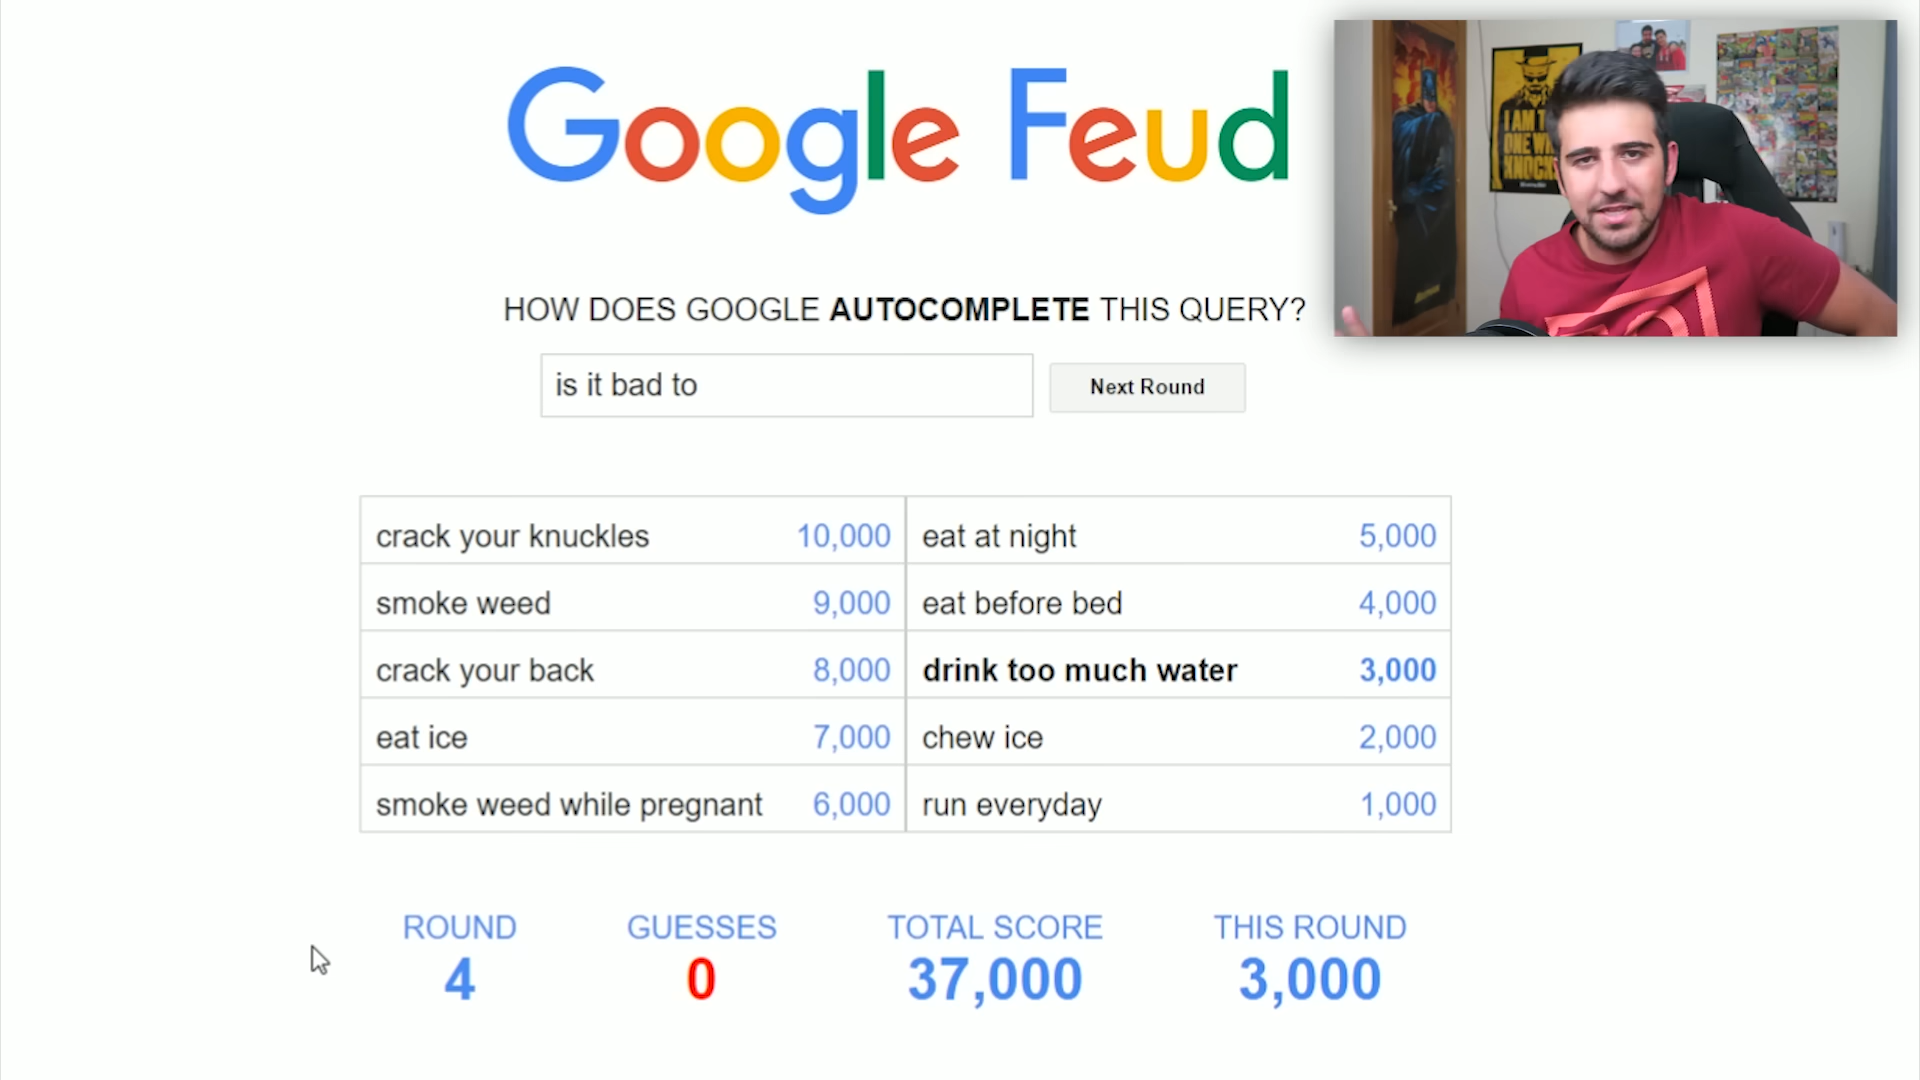 Google Feud
HOW DOES GOOGLE AUTOCOMPLETE THIS QUERY?
is it bad to
Next Round
crack your knuckles 10,000
eat at night 5,000
smoke weed 9,000
eat before bed 4,000
crack your back 8,000
drink too much water 3,000
eat ice 7,000
chew ice 2,000
smoke weed while pregnant 6,000
run everyday 1,000
ROUND
4
GUESSES
0
TOTAL SCORE
37,000
THIS ROUND
3,000
I AM
ONE